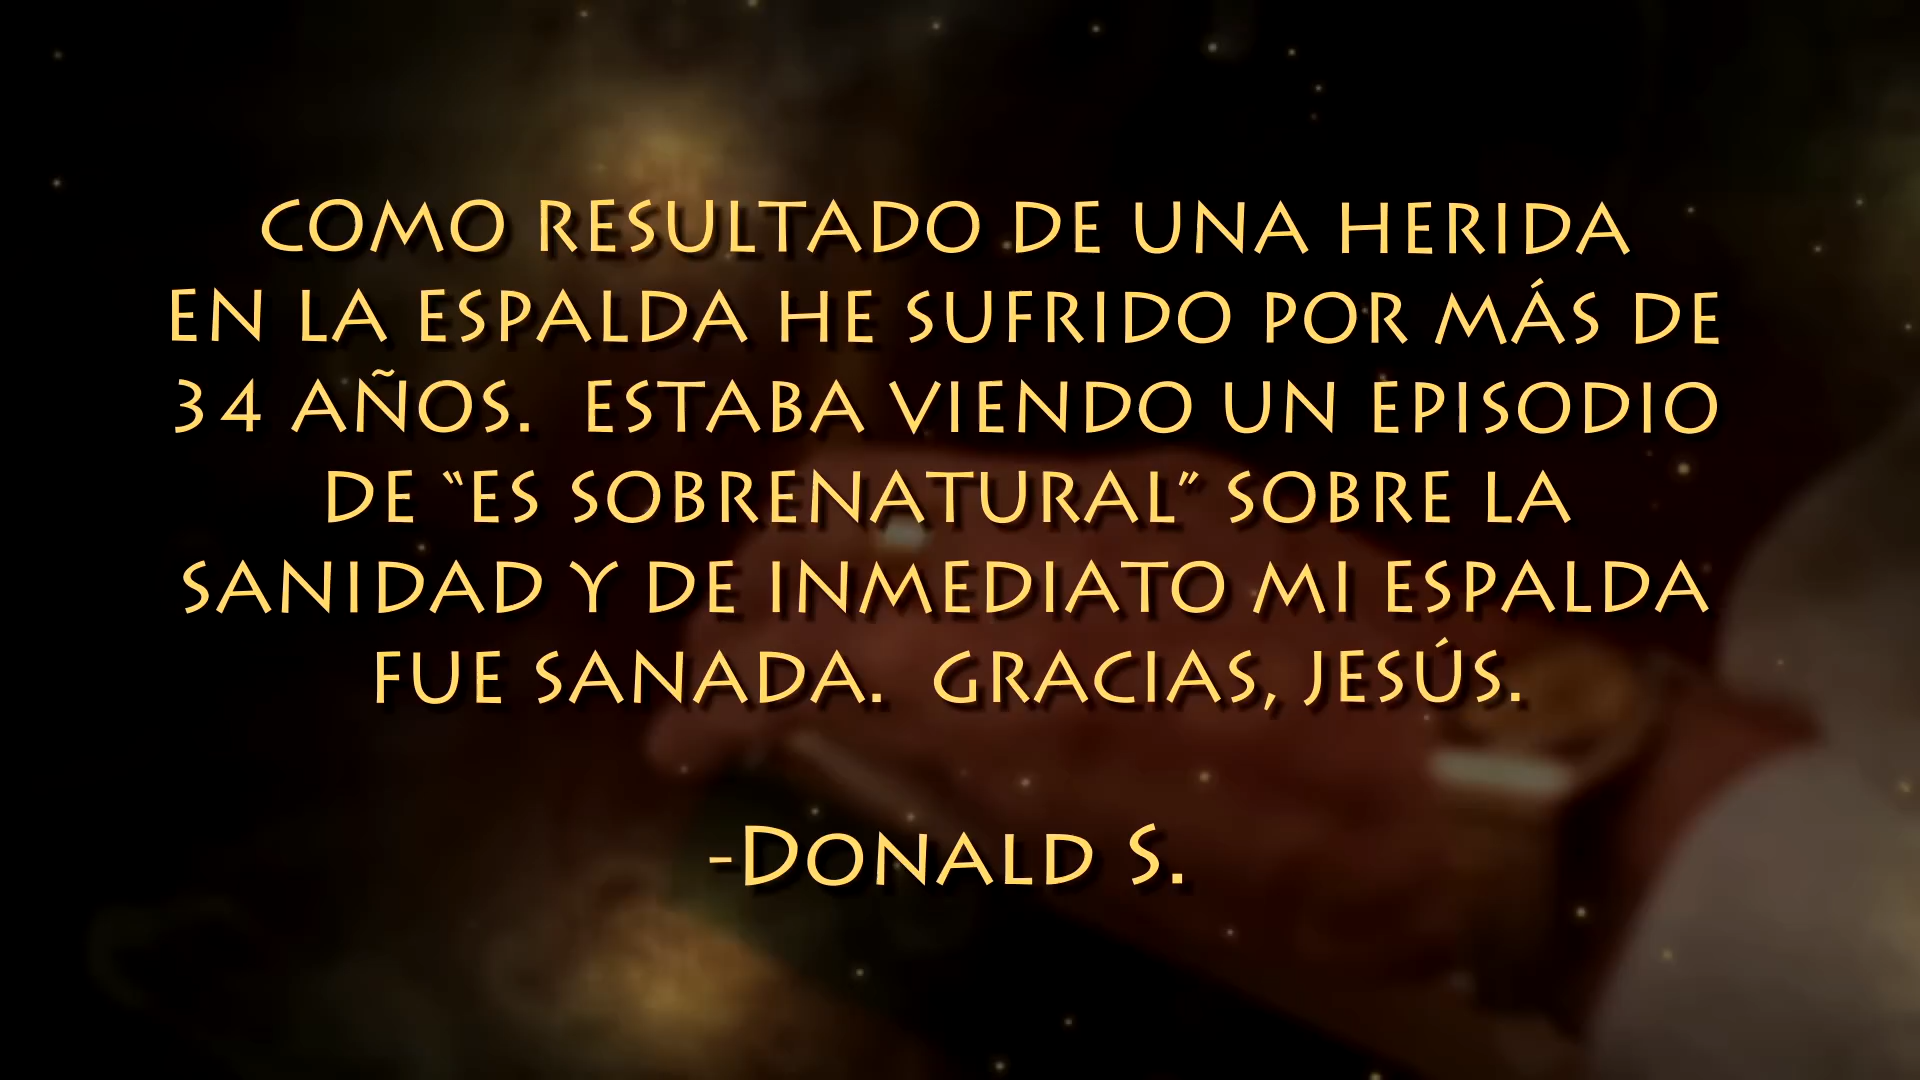 COMO RESULTADO DE UNA HERIDA
EN LA ESPALDA HE SUFRIDO POR MÁS DE
34 AÑOS. ESTABA VIENDO UN EPISODIO
DE “ES SOBRENATURAL” SOBRE LA
SANIDAD Y DE INMEDIATO MI ESPALDA
FUE SANADA. GRACIAS, JESÚS.
-DONALD S.